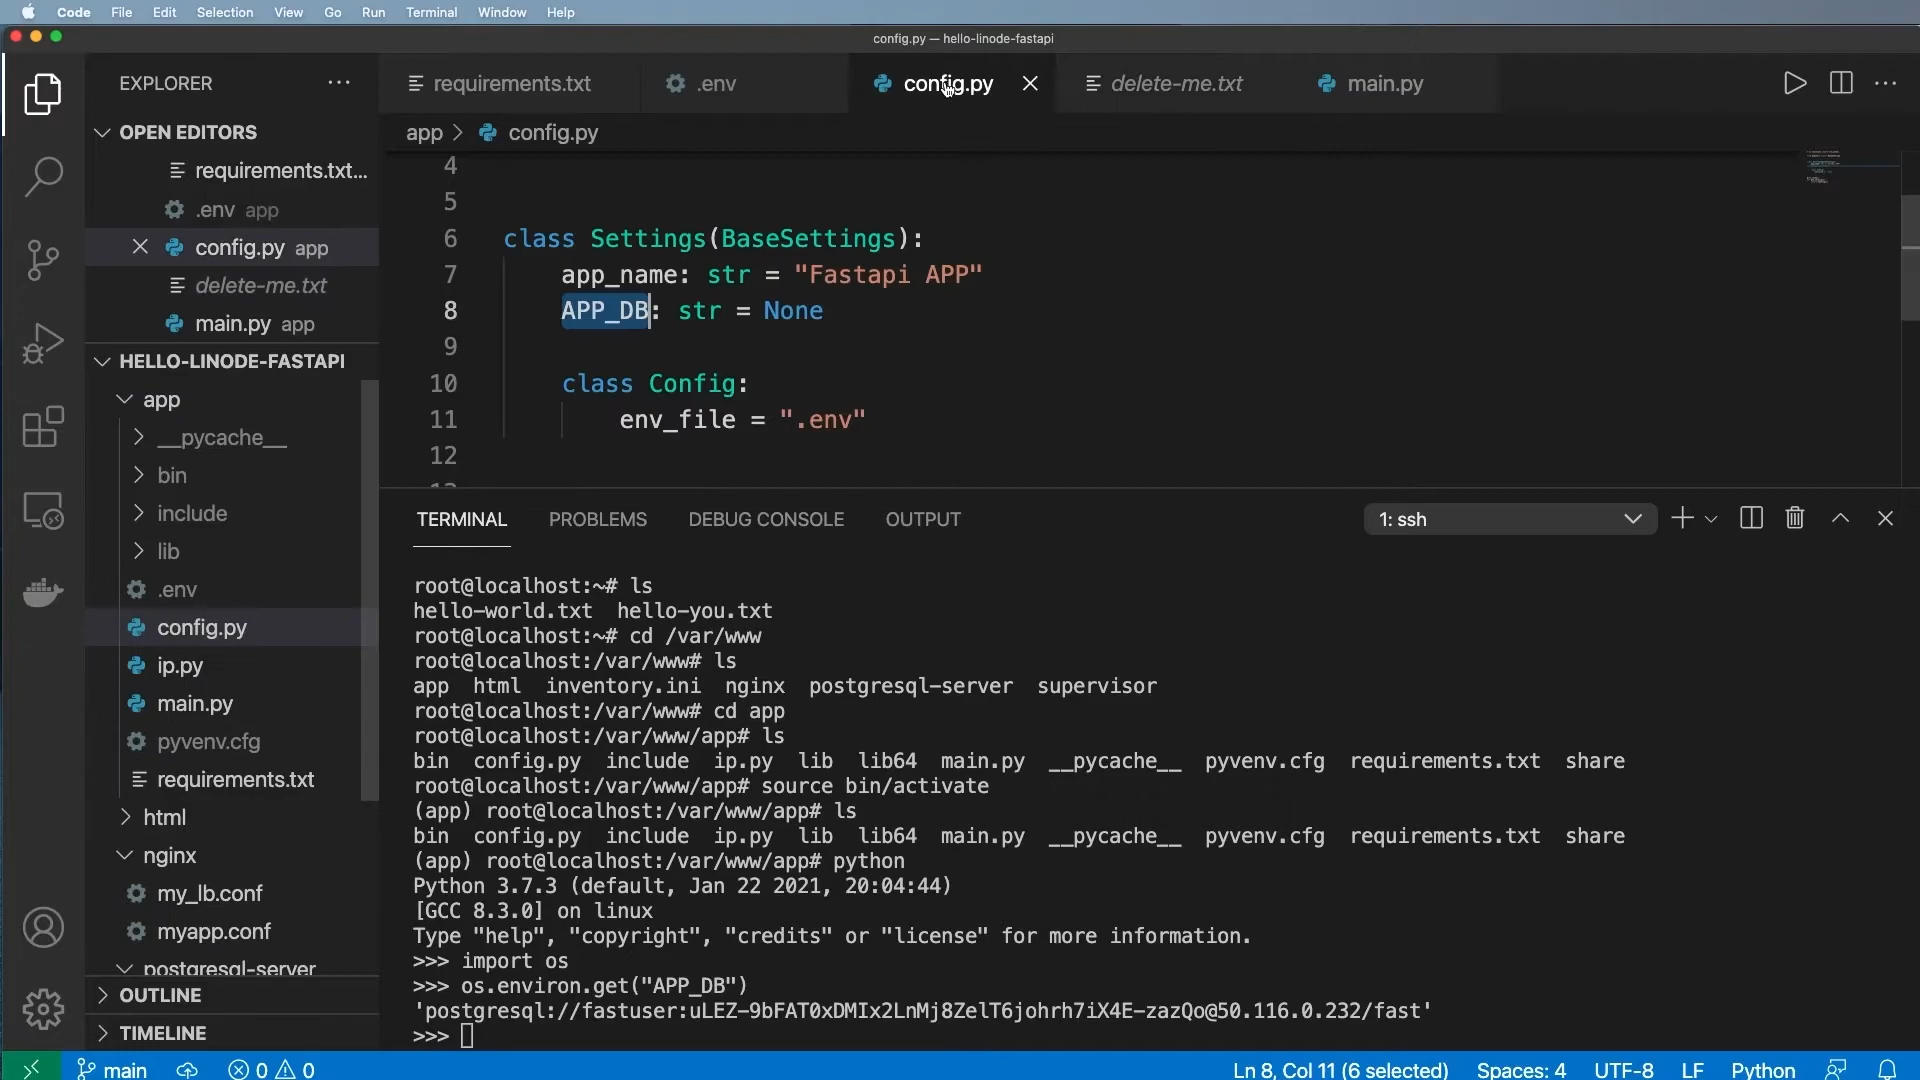 Code File Edit Selection View Go Run Terminal Window Help
config.py — hello-linode-fastapi
EXPLORER
requirements.txt
.env
config.py
delete-me.txt
main.py
OPEN EDITORS
requirements.txt...
.env app
config.py app
delete-me.txt
main.py app
HELLO-LINODE-FASTAPI
app
__pycache__
bin
include
lib
.env
config.py
ip.py
main.py
pyvenv.cfg
requirements.txt
html
nginx
my_lb.conf
myapp.conf
postgresql-server
OUTLINE
TIMELINE
app > config.py
4
5
6 class Settings(BaseSettings):
7 app_name: str = "Fastapi APP"
8 APP_DB: str = None
9
10 class Config:
11 env_file = ".env"
12
TERMINAL PROBLEMS DEBUG CONSOLE OUTPUT
1: ssh
root@localhost:~# ls
hello-world.txt hello-you.txt
root@localhost:~# cd /var/www
root@localhost:/var/www# ls
app html inventory.ini nginx postgresql-server supervisor
root@localhost:/var/www# cd app
root@localhost:/var/www/app# ls
bin config.py include ip.py lib lib64 main.py __pycache__ pyvenv.cfg requirements.txt share
root@localhost:/var/www/app# source bin/activate
(app) root@localhost:/var/www/app# ls
bin config.py include ip.py lib lib64 main.py __pycache__ pyvenv.cfg requirements.txt share
(app) root@localhost:/var/www/app# python
Python 3.7.3 (default, Jan 22 2021, 20:04:44)
[GCC 8.3.0] on linux
Type "help", "copyright", "credits" or "license" for more information.
>>> import os
>>> os.environ.get("APP_DB")
'postgresql://fastuser:uLEZ-9bFAT0xDMIx2LnMj8ZelT6johrh7iX4E-zazQo@50.116.0.232/fast'
>>>
main 0 0 Ln 8, Col 11 (6 selected) Spaces: 4 UTF-8 LF Python